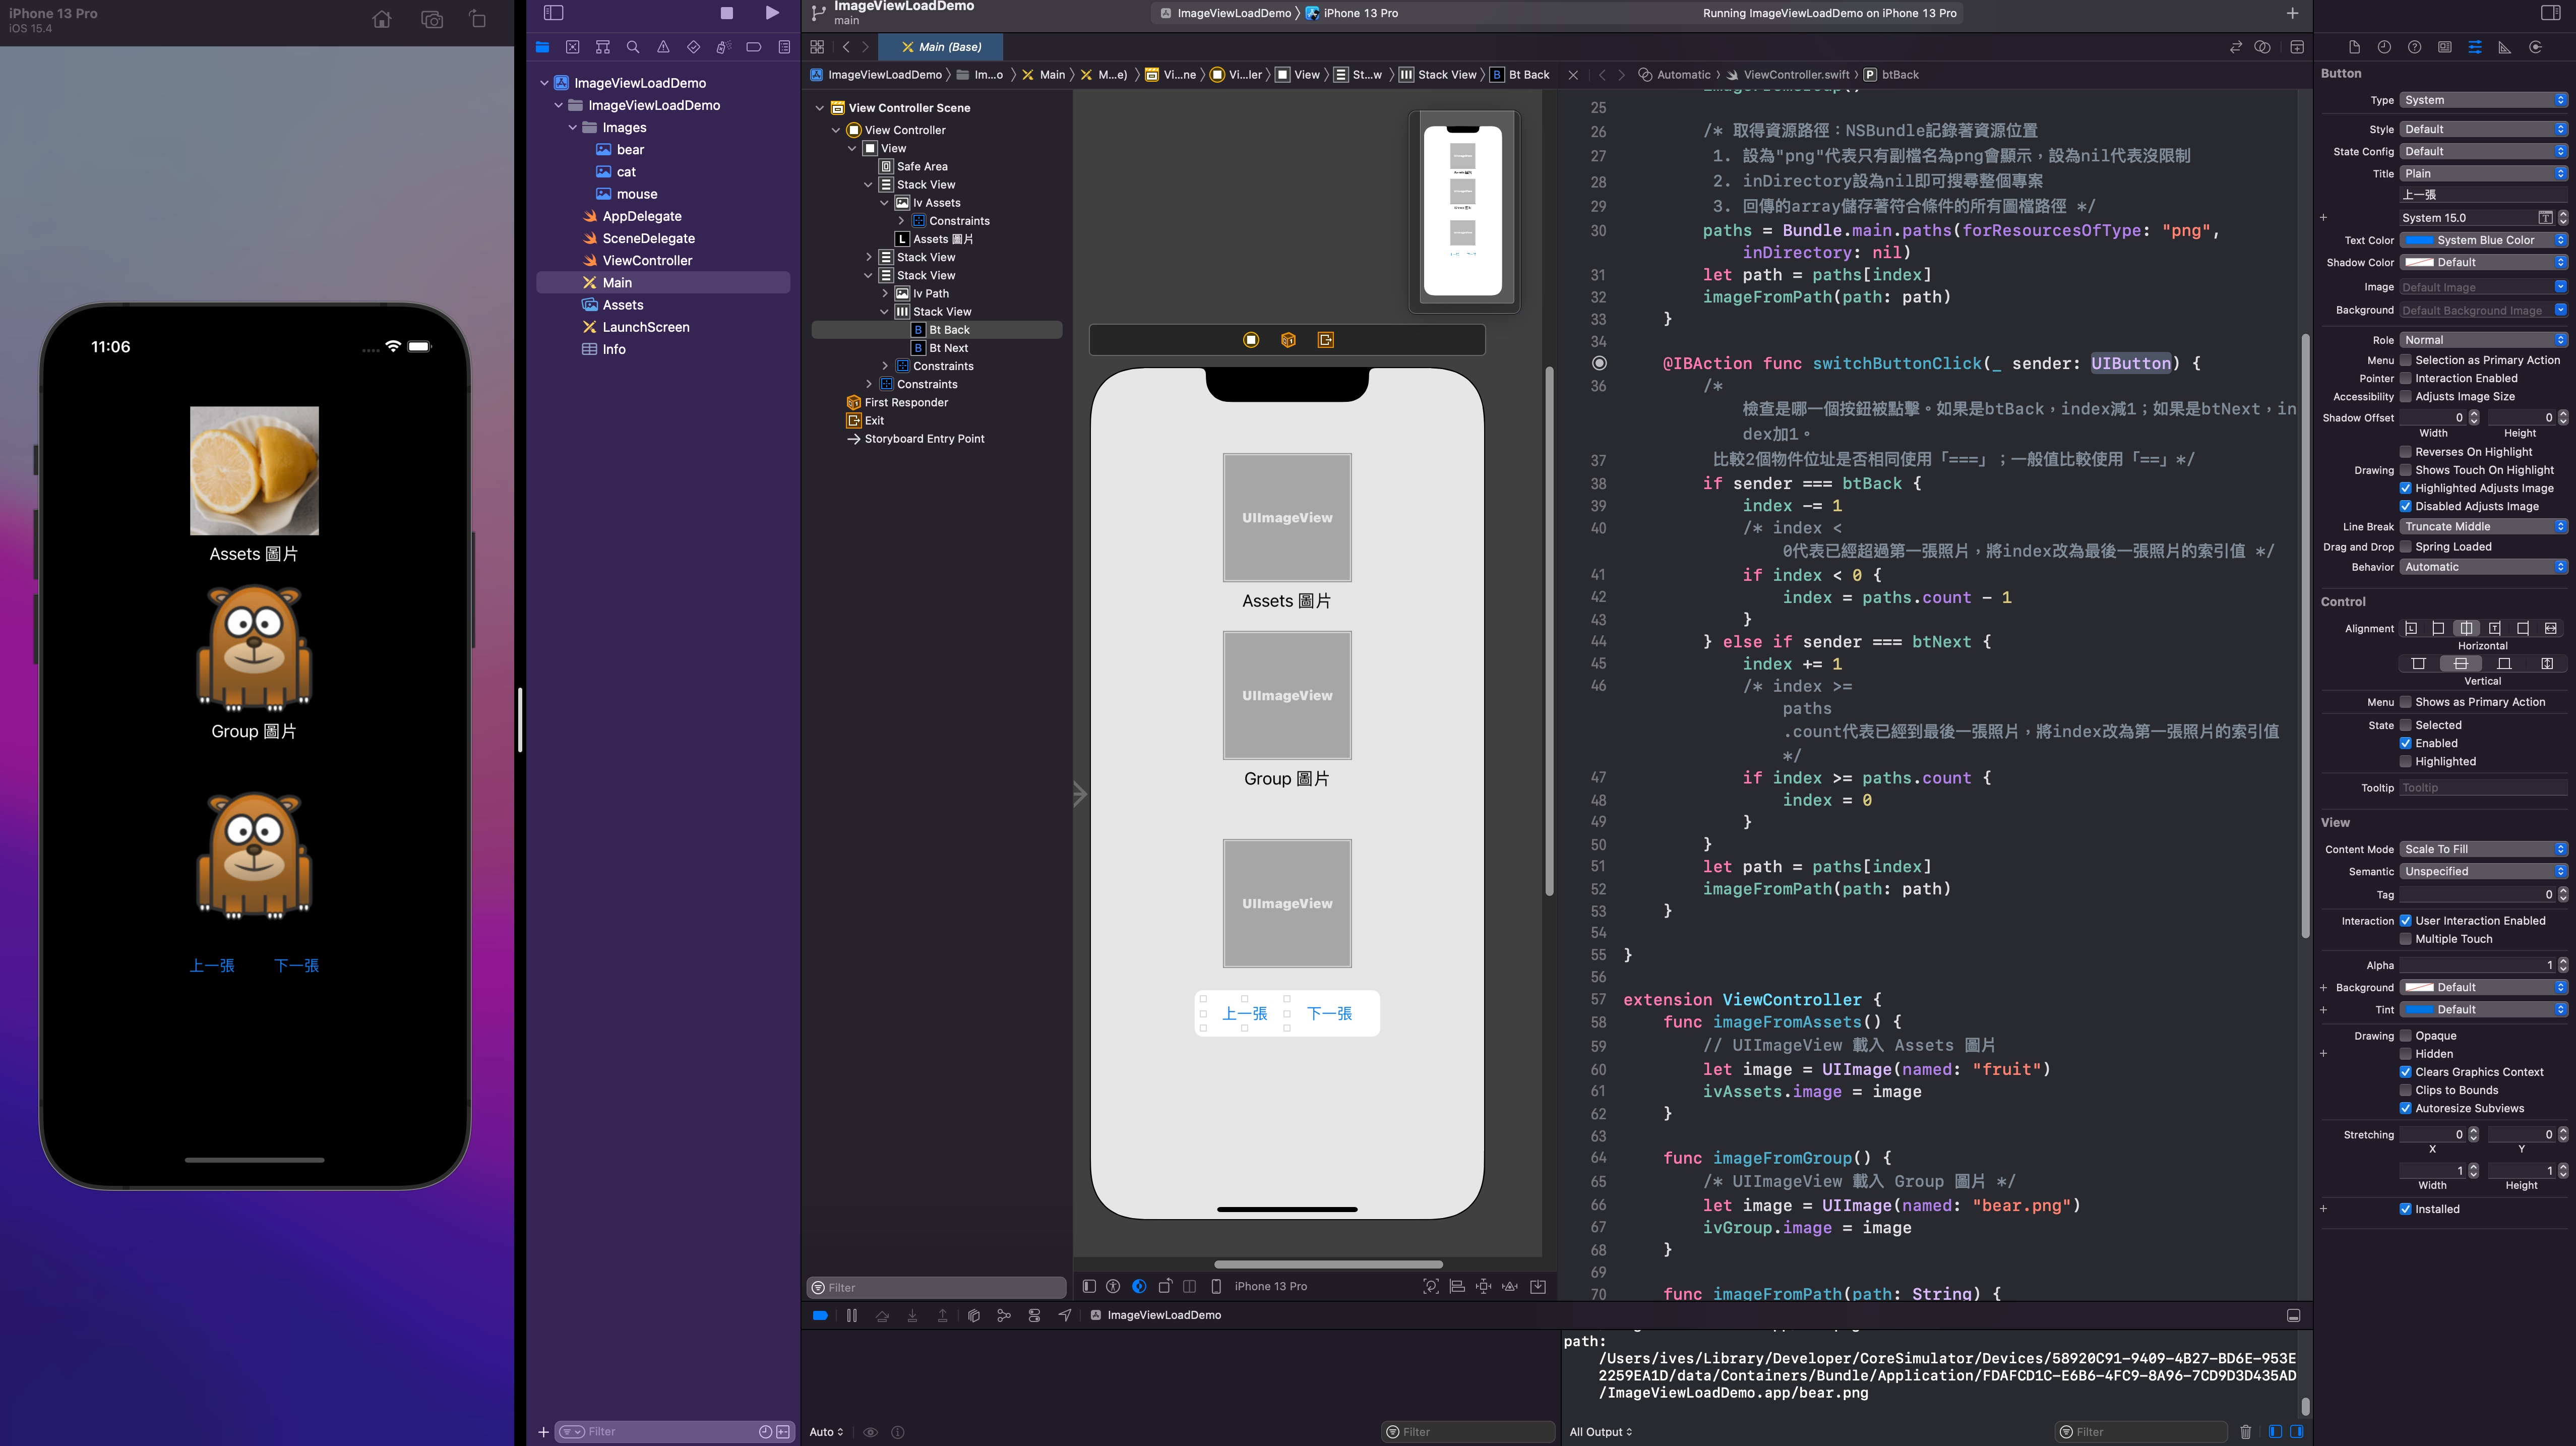 iPhone 13 Pro
iOS 15.4
11:06
Assets 圖片
Group 圖片
上一張
下一張
ImageViewLoadDemo
ImageViewLoadDemo
Images
bear
cat
mouse
AppDelegate
SceneDelegate
ViewController
Main
Assets
LaunchScreen
Info
Filter
ImageViewLoadDemo
main
ImageViewLoadDemo
iPhone 13 Pro
Running ImageViewLoadDemo on iPhone 13 Pro
Main (Base)
ImageViewLoadDemo
Im...o
Main
M...e)
Vi...ne
Vi...ler
View
St...w
Stack View
B Bt Back
Automatic
ViewController.swift
P btBack
View Controller Scene
View Controller
View
Safe Area
Stack View
Iv Assets
Constraints
L Assets 圖片
Stack View
Stack View
Iv Path
Stack View
B Bt Back
B Bt Next
Constraints
Constraints
First Responder
Exit
Storyboard Entry Point
Filter
UIImageView
Assets 圖片
UIImageView
Group 圖片
UIImageView
上一張
下一張
iPhone 13 Pro
25
26 /* 取得資源路徑：NSBundle記錄著資源位置
27 1. 設為"png"代表只有副檔名為png會顯示，設為nil代表沒限制
28 2. inDirectory設為nil即可搜尋整個專案
29 3. 回傳的array儲存著符合條件的所有圖檔路徑 */
30 paths = Bundle.main.paths(forResourcesOfType: "png",
inDirectory: nil)
31 let path = paths[index]
32 imageFromPath(path: path)
33 }
34
@IBAction func switchButtonClick(_ sender: UIButton) {
36 /*
檢查是哪一個按鈕被點擊。如果是btBack，index減1；如果是btNext，in
dex加1。
37 比較2個物件位址是否相同使用「===」；一般值比較使用「==」*/
38 if sender === btBack {
39 index -= 1
40 /* index <
0代表已經超過第一張照片，將index改為最後一張照片的索引值 */
41 if index < 0 {
42 index = paths.count - 1
43 }
44 } else if sender === btNext {
45 index += 1
46 /* index >=
paths
.count代表已經到最後一張照片，將index改為第一張照片的索引值
*/
47 if index >= paths.count {
48 index = 0
49 }
50 }
51 let path = paths[index]
52 imageFromPath(path: path)
53 }
54
55 }
56
57 extension ViewController {
58 func imageFromAssets() {
59 // UIImageView 載入 Assets 圖片
60 let image = UIImage(named: "fruit")
61 ivAssets.image = image
62 }
63
64 func imageFromGroup() {
65 /* UIImageView 載入 Group 圖片 */
66 let image = UIImage(named: "bear.png")
67 ivGroup.image = image
68 }
69
70 func imageFromPath(path: String) {
ImageViewLoadDemo
path:
/Users/ives/Library/Developer/CoreSimulator/Devices/58920C91-9409-4B27-BD6E-953E
2259EA1D/data/Containers/Bundle/Application/FDAFCD1C-E6B6-4FC9-8A96-7CD9D3D435AD
/ImageViewLoadDemo.app/bear.png
Auto
Filter
All Output
Filter
Button
Type System
Style Default
State Config Default
Title Plain
上一張
System 15.0
Text Color System Blue Color
Shadow Color Default
Image Default Image
Background Default Background Image
Role Normal
Menu Selection as Primary Action
Pointer Interaction Enabled
Accessibility Adjusts Image Size
Shadow Offset 0 0
Width Height
Reverses On Highlight
Drawing Shows Touch On Highlight
Highlighted Adjusts Image
Disabled Adjusts Image
Line Break Truncate Middle
Drag and Drop Spring Loaded
Behavior Automatic
Control
Alignment
Horizontal
Vertical
Menu Shows as Primary Action
State Selected
Enabled
Highlighted
Tooltip Tooltip
View
Content Mode Scale To Fill
Semantic Unspecified
Tag 0
Interaction User Interaction Enabled
Multiple Touch
Alpha 1
Background Default
Tint Default
Drawing Opaque
Hidden
Clears Graphics Context
Clips to Bounds
Autoresize Subviews
Stretching 0 0
X Y
1 1
Width Height
Installed